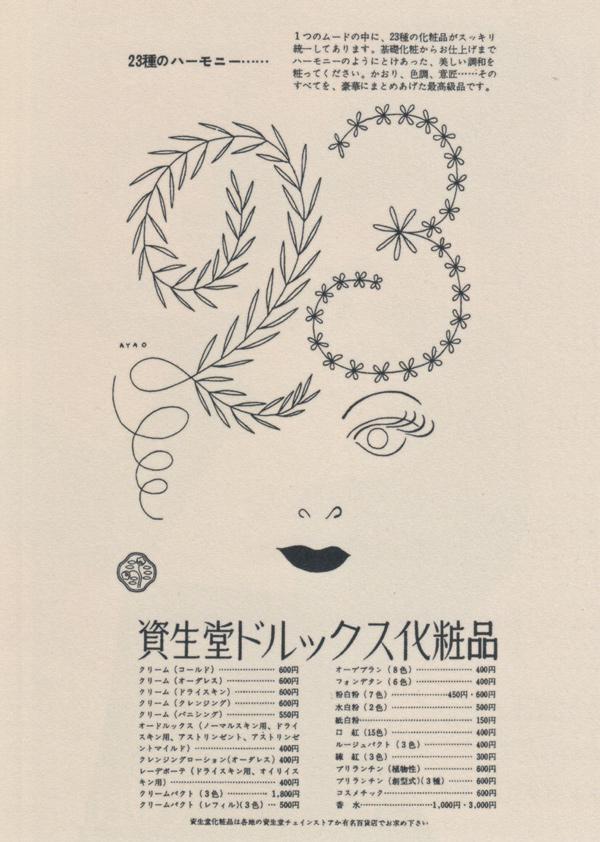 23種のハーモニー……
1つのムードの中に、23種の化粧品がスッキリ
統一してあります。基礎化粧からお仕上げまで
ハーモニーのようにとけあった、美しい調和を
粧ってください。かおり、色調、意匠……その
すべてを、豪華にまとめあげた最高級品です。
23
AYAO
資生堂ドルックス化粧品
クリーム(コールド)………………600円
クリーム(オーダレス)……………600円
クリーム(ドライスキン)…………600円
クリーム(クレンジング)…………600円
クリーム(バニシング)……………550円
オードルックス(ノーマルスキン用、ドライ
スキン用、アストリンゼント、アストリンゼ
ントマイルド)………………………400円
クレンジングローション(オーダレス)400円
レーデボーテ(ドライスキン用、オイリイス
キン用)………………………………400円
クリームパクト(3色)……………1,800円
クリームパクト(レフィル)(3色)…500円
オーデブラン(8色)………………400円
フォンデタン(6色)………………400円
粉白粉(7色)………………450円・600円
水白粉(2色)………………………500円
紙白粉…………………………………150円
口　紅(15色)………………………400円
ルージュパクト(3色)……………400円
練　紅(3色)………………………300円
ブリランチン(植物性)……………600円
ブリランチン(創型式)(3種)……600円
コスメチック…………………………600円
香　水……………………1,000円・3,000円
資生堂化粧品は各地の資生堂チェインストアか有名百貨店でお求め下さい